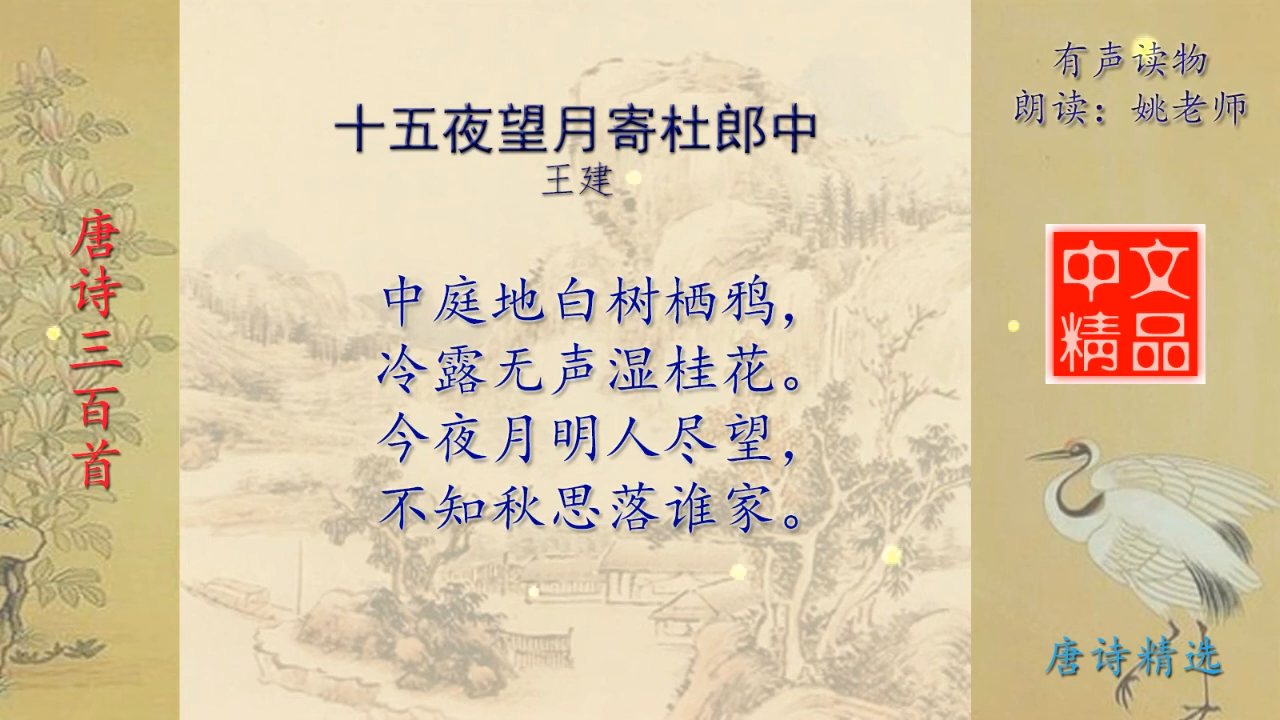 十五夜望月寄杜郎中
王建
中庭地白树栖鸦，
冷露无声湿桂花。
今夜月明人尽望，
不知秋思落谁家。
唐诗三百首
有声读物
朗读：姚老师
中文
精品
唐诗精选